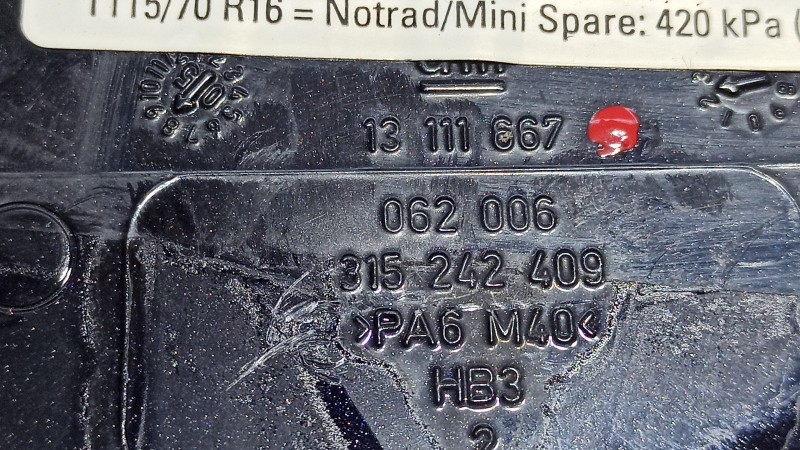 T115/70 R16 = Notrad/Mini Spare: 420 kPa (
13 111 667
062 006
315 242 409
>PA6 M40<
HB3
2